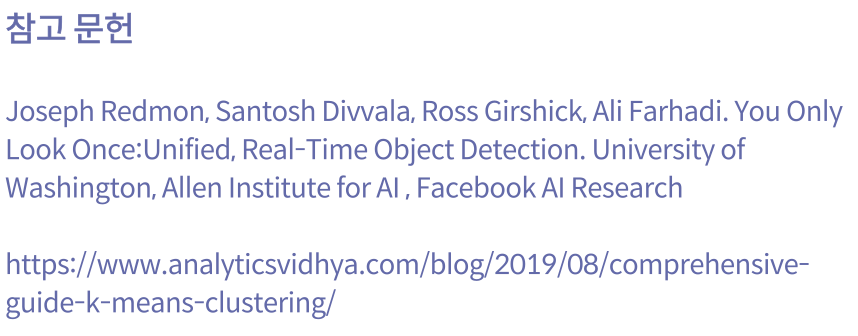 참고 문헌
Joseph Redmon, Santosh Divvala, Ross Girshick, Ali Farhadi. You Only
Look Once:Unified, Real-Time Object Detection. University of
Washington, Allen Institute for AI , Facebook AI Research
https://www.analyticsvidhya.com/blog/2019/08/comprehensive-
guide-k-means-clustering/